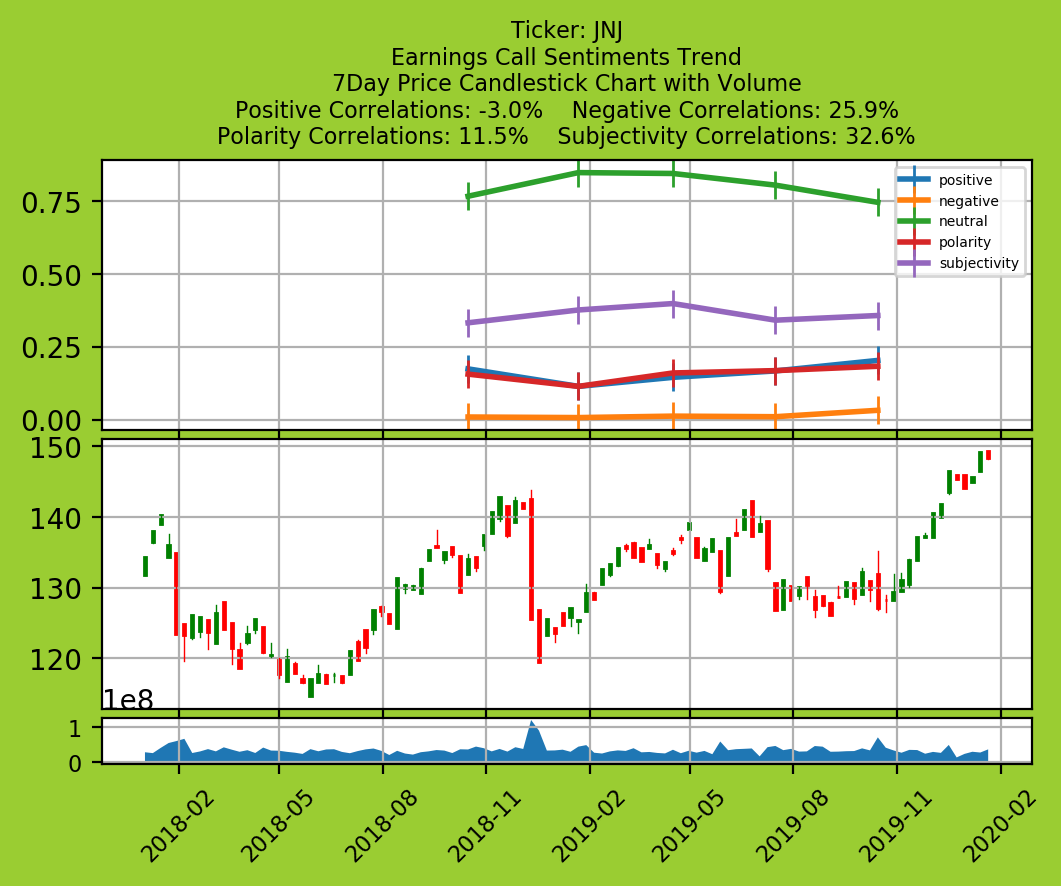 Ticker: JNJ
Earnings Call Sentiments Trend
7Day Price Candlestick Chart with Volume
Positive Correlations: -3.0%    Negative Correlations: 25.9%
Polarity Correlations: 11.5%    Subjectivity Correlations: 32.6%
0.75
0.50
0.25
0.00
positive
negative
neutral
polarity
subjectivity
150
140
130
120
1e8
1
0
2018-02
2018-05
2018-08
2018-11
2019-02
2019-05
2019-08
2019-11
2020-02